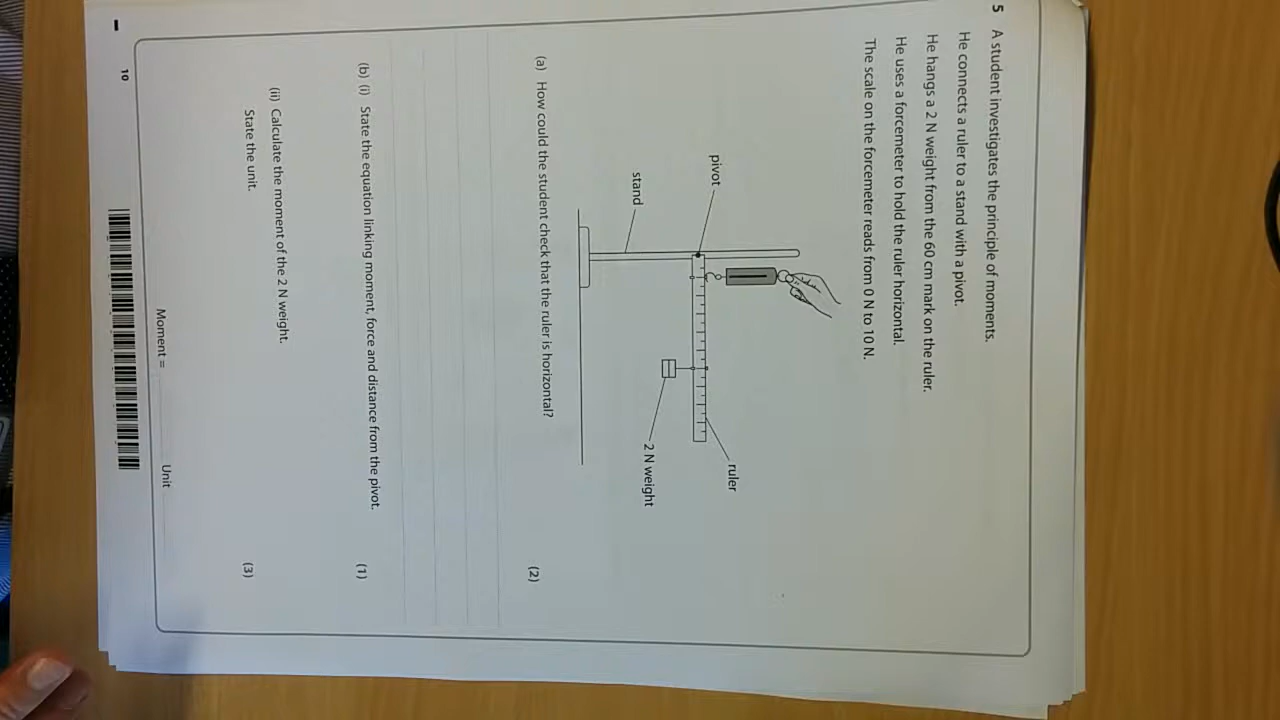 5 A student investigates the principle of moments.
He connects a ruler to a stand with a pivot.
He hangs a 2 N weight from the 60 cm mark on the ruler.
He uses a forcemeter to hold the ruler horizontal.
The scale on the forcemeter reads from 0 N to 10 N.
pivot
ruler
stand
2 N weight
(a) How could the student check that the ruler is horizontal?
(2)
(b) (i) State the equation linking moment, force and distance from the pivot.
(1)
(ii) Calculate the moment of the 2 N weight.
State the unit.
(3)
Moment = Unit
10